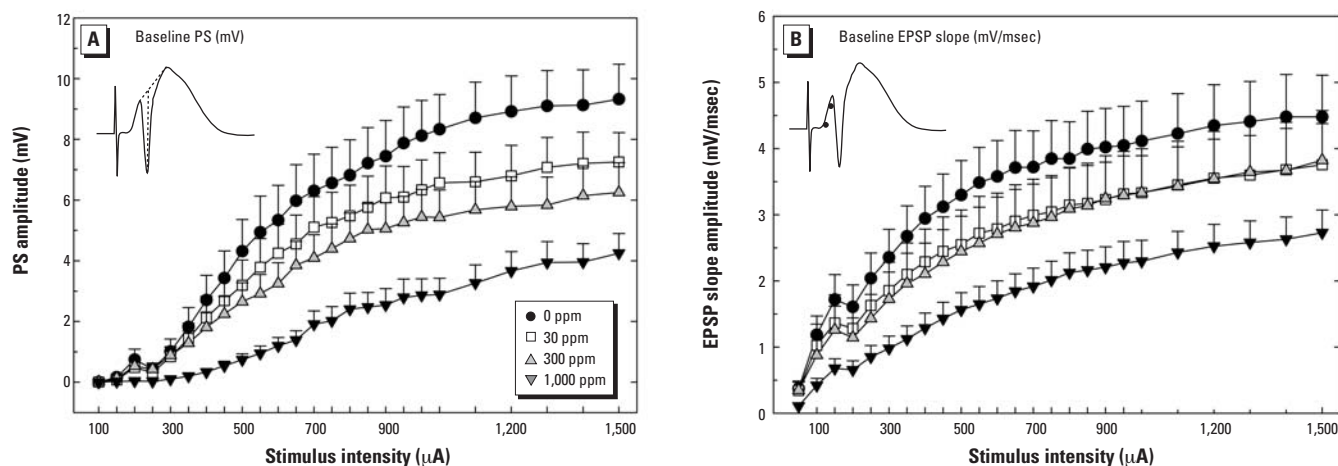 A
Baseline PS (mV)
PS amplitude (mV)
12
10
8
6
4
2
0
0 ppm
30 ppm
300 ppm
1,000 ppm
100 300 500 700 900 1,200 1,500
Stimulus intensity (μA)
B
Baseline EPSP slope (mV/msec)
EPSP slope amplitude (mV/msec)
6
5
4
3
2
1
0
100 300 500 700 900 1,200 1,500
Stimulus intensity (μA)